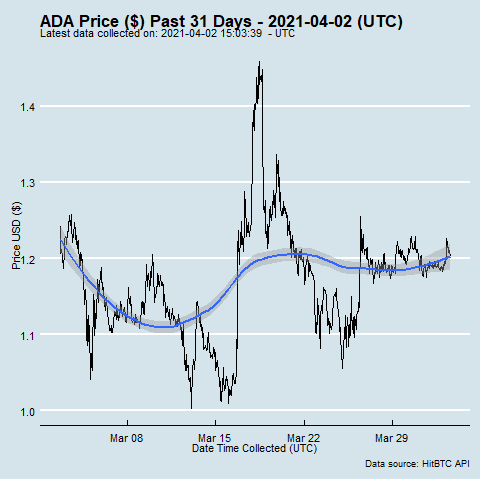 ADA Price ($) Past 31 Days - 2021-04-02 (UTC)
Latest data collected on: 2021-04-02 15:03:39 - UTC
Price USD ($)
1.4
1.3
1.2
1.1
1.0
Mar 08 Mar 15 Mar 22 Mar 29
Date Time Collected (UTC)
Data source: HitBTC API